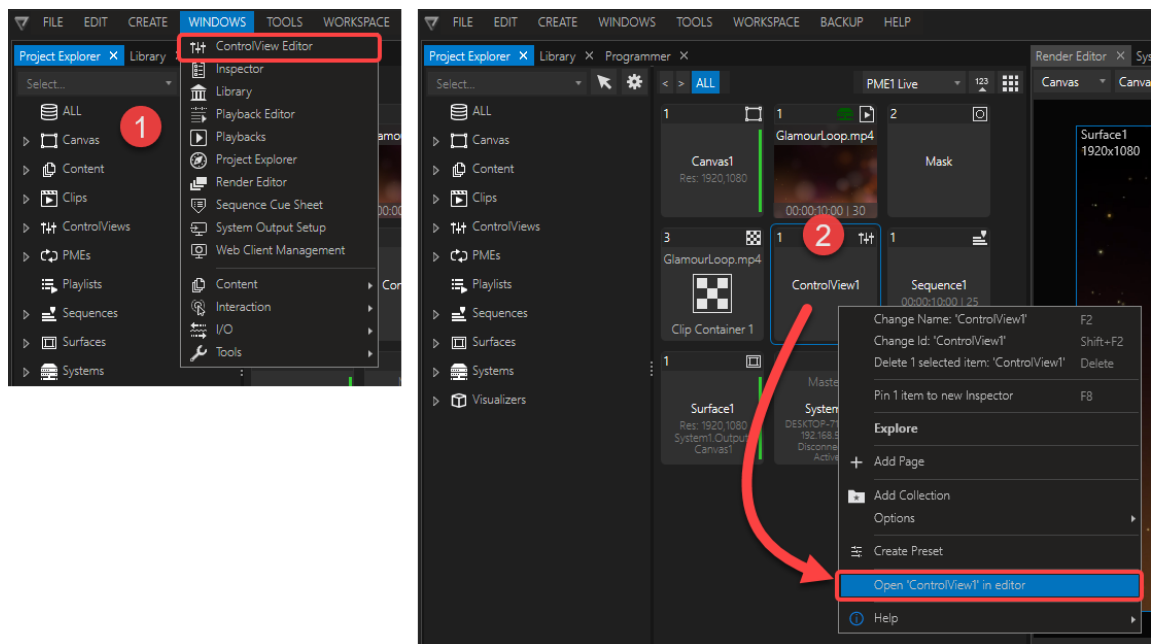 FILE EDIT CREATE WINDOWS TOOLS WORKSPACE
Project Explorer X Library
Select...
ALL
Canvas
Content
Clips
ControlViews
PMEs
Playlists
Sequences
Surfaces
Systems
1
ControlView Editor
Inspector
Library
Playback Editor
Playbacks
Project Explorer
Render Editor
Sequence Cue Sheet
System Output Setup
Web Client Management
Content
Interaction
I/O
Tools
FILE EDIT CREATE WINDOWS TOOLS WORKSPACE BACKUP HELP
Project Explorer X Library X Programmer X
Select...
< > ALL
PME1 Live
123
ALL
Canvas
Content
Clips
ControlViews
PMEs
Playlists
Sequences
Surfaces
Systems
Visualizers
1
Canvas1
Res: 1920,1080
1
GlamourLoop.mp4
00:00:10:00 | 30
2
Mask
3
GlamourLoop.mp4
Clip Container 1
1
2
ControlView1
1
Sequence1
00:00:10:00 | 25
1
Surface1
Res: 1920,1080
System1.Output
Canvas1
Render Editor X
Canvas
Surface1
1920x1080
Change Name: 'ControlView1' F2
Change Id: 'ControlView1' Shift+F2
Delete 1 selected item: 'ControlView1' Delete
Pin 1 item to new Inspector F8
Explore
Add Page
Add Collection
Options
Create Preset
Open 'ControlView1' in editor
Help